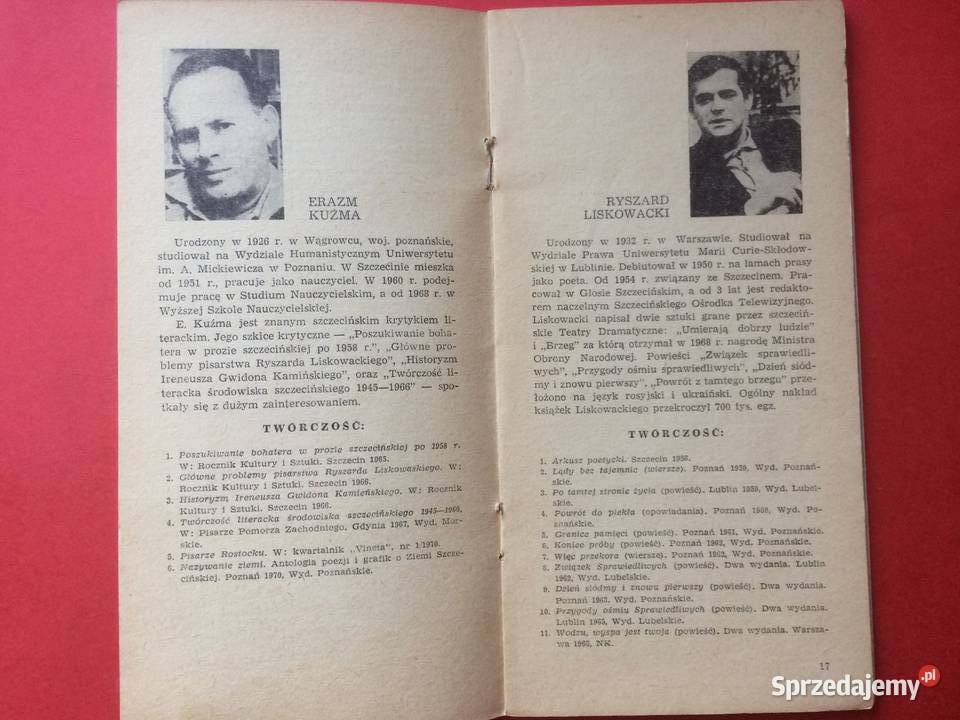 ERAZM
KUŹMA
Urodzony w 1926 r. w Wągrowcu, woj. poznańskie,
studiował na Wydziale Humanistycznym Uniwersytetu
im. A. Mickiewicza w Poznaniu. W Szczecinie mieszka
od 1951 r., pracuje jako nauczyciel. W 1960 r. podej-
muje pracę w Studium Nauczycielskim, a od 1968 r. w
Wyższej Szkole Nauczycielskiej.
E. Kuźma jest znanym szczecińskim krytykiem li-
terackim. Jego szkice krytyczne — „Poszukiwanie boha-
tera w prozie szczecińskiej po 1958 r.", „Główne pro-
blemy pisarstwa Ryszarda Liskowackiego", „Historyzm
Ireneusza Gwidona Kamińskiego", oraz „Twórczość li-
teracka środowiska szczecińskiego 1945—1966" — spo-
tkały się z dużym zainteresowaniem.
TWÓRCZOŚĆ:
1. Poszukiwanie bohatera w prozie szczecińskiej po 1958 r.
W: Rocznik Kultury i Sztuki. Szczecin 1965.
2. Główne problemy pisarstwa Ryszarda Liskowaskiego. W:
Rocznik Kultury i Sztuki. Szczecin 1966.
3. Historyzm Ireneusza Gwidona Kamieńskiego. W: Rocznik
Kultury i Sztuki. Szczecin 1966.
4. Twórczość literacka środowiska szczecińskiego 1945—1966.
W: Pisarze Pomorza Zachodniego. Gdynia 1967, Wyd. Mor-
skie.
5. Pisarze Rostocku. W: kwartalnik „Vineta", nr 1/1970.
6. Nazywanie ziemi. Antologia poezji i grafik o Ziemi Szcze-
cińskiej. Poznań 1970, Wyd. Poznańskie.
RYSZARD
LISKOWACKI
Urodzony w 1932 r. w Warszawie. Studiował na
Wydziale Prawa Uniwersytetu Marii Curie-Skłodow-
skiej w Lublinie. Debiutował w 1950 r. na łamach prasy
jako poeta. Od 1954 r. związany ze Szczecinem. Pra-
cował w Głosie Szczecińskim, a od 3 lat jest redakto-
rem naczelnym Szczecińskiego Ośrodka Telewizyjnego.
Liskowacki napisał dwie sztuki grane przez szczeciń-
skie Teatry Dramatyczne: „Umierają dobrzy ludzie"
i „Brzeg" za którą otrzymał w 1968 r. nagrodę Ministra
Obrony Narodowej. Powieści „Związek sprawiedli-
wych", „Przygody ośmiu sprawiedliwych", „Dzień siód-
my i znowu pierwszy", „Powrót z tamtego brzegu" prze-
łożono na język rosyjski i ukraiński. Ogólny nakład
książek Liskowackiego przekroczył 700 tys. egz.
TWÓRCZOŚĆ:
1. Arkusz poetycki. Szczecin 1956.
2. Lądy bez tajemnic (wiersze). Poznań 1959, Wyd. Poznań-
skie.
3. Po tamtej stronie życia (powieść). Lublin 1959, Wyd. Lubel-
skie.
4. Powrót do piekła (opowiadania). Poznań 1960, Wyd. Po-
znańskie.
5. Granice pamięci (powieść). Poznań 1961, Wyd. Poznańskie.
6. Koniec próby (powieść). Poznań 1962, Wyd. Poznańskie.
7. Więc przekora (wiersze). Poznań 1962, Wyd. Poznańskie.
8. Związek Sprawiedliwych (powieść). Dwa wydania. Lublin
1962, Wyd. Lubelskie.
9. Dzień siódmy i znowu pierwszy (powieść). Dwa wydania.
Poznań 1963. Wyd. Poznańskie.
10. Przygody ośmiu Sprawiedliwych (powieść). Dwa wydania.
Lublin 1965, Wyd. Lubelskie.
11. Wodzu, wyspa jest twoja (powieść). Dwa wydania. Warsza-
wa 1965, NK.
17
Sprzedajemy.pl